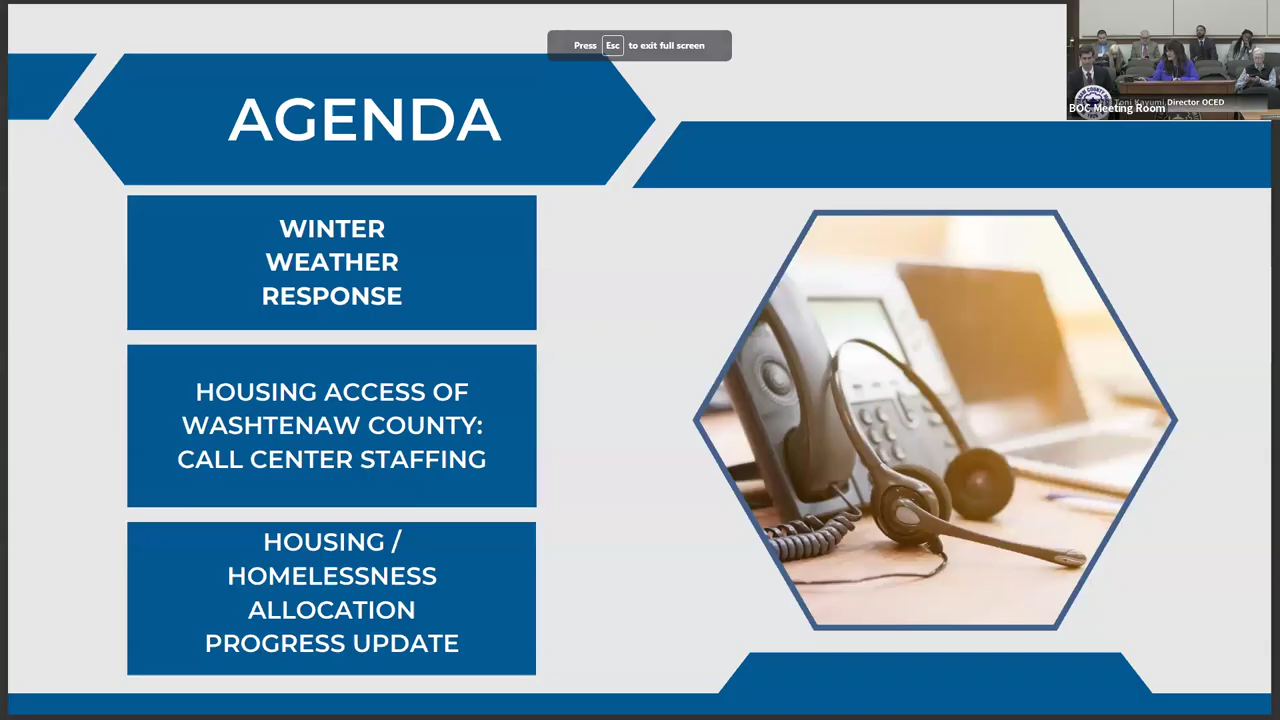 Press Esc to exit full screen
AGENDA
Director OCED
BOC Meeting Room
WINTER
WEATHER
RESPONSE
HOUSING ACCESS OF
WASHTENAW COUNTY:
CALL CENTER STAFFING
HOUSING /
HOMELESSNESS
ALLOCATION
PROGRESS UPDATE